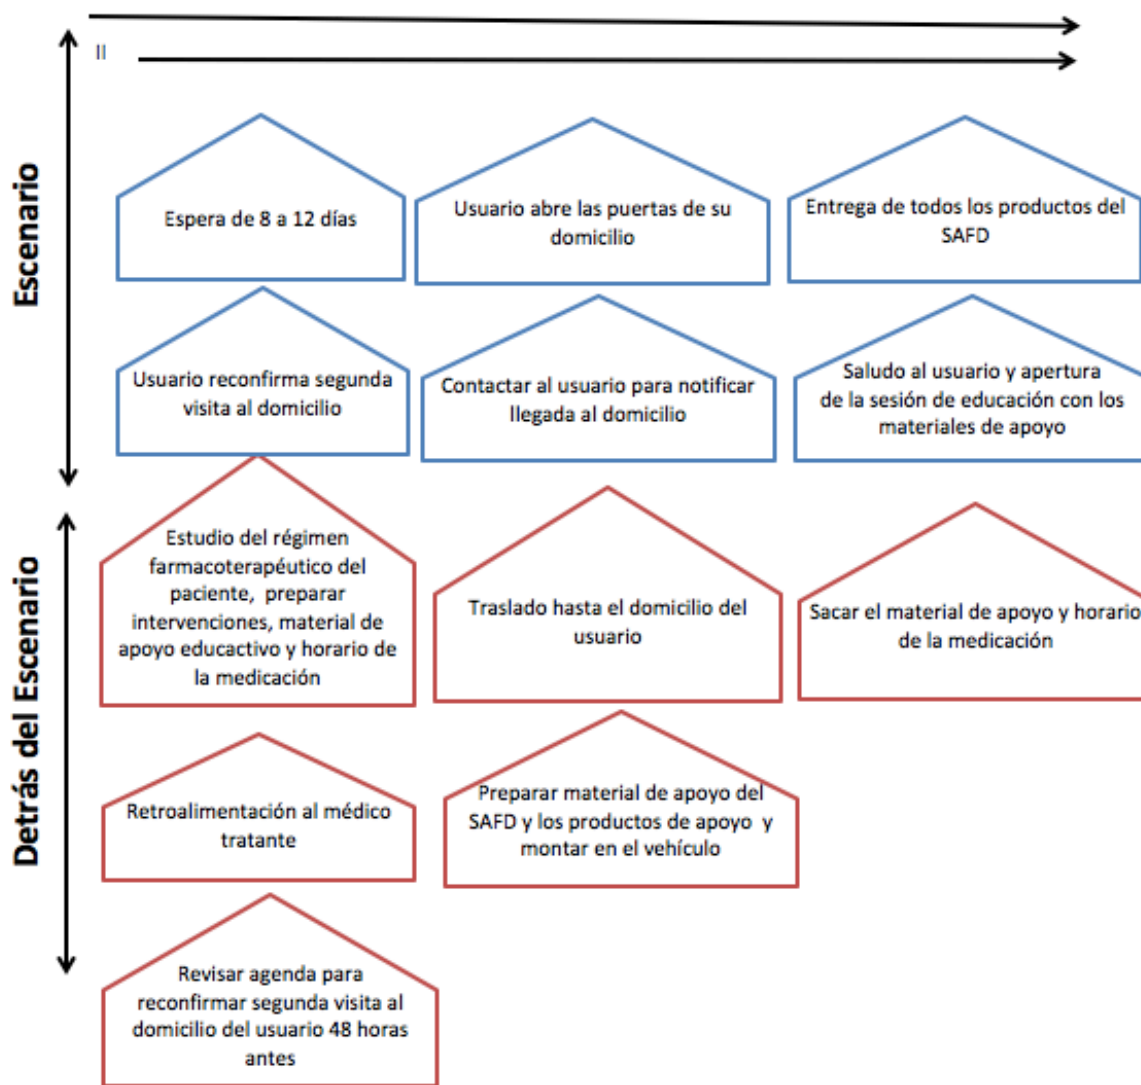 II
Escenario
Espera de 8 a 12 días
Usuario abre las puertas de su
domicilio
Entrega de todos los productos del
SAFD
Usuario reconfirma segunda
visita al domicilio
Contactar al usuario para notificar
llegada al domicilio
Saludo al usuario y apertura
de la sesión de educación con los
materiales de apoyo
Detrás del Escenario
Estudio del régimen
farmacoterapéutico del
paciente, preparar
intervenciones, material de
apoyo educactivo y horario de
la medicación
Traslado hasta el domicilio del
usuario
Sacar el material de apoyo y horario
de la medicación
Retroalimentación al médico
tratante
Preparar material de apoyo del
SAFD y los productos de apoyo y
montar en el vehículo
Revisar agenda para
reconfirmar segunda visita al
domicilio del usuario 48 horas
antes